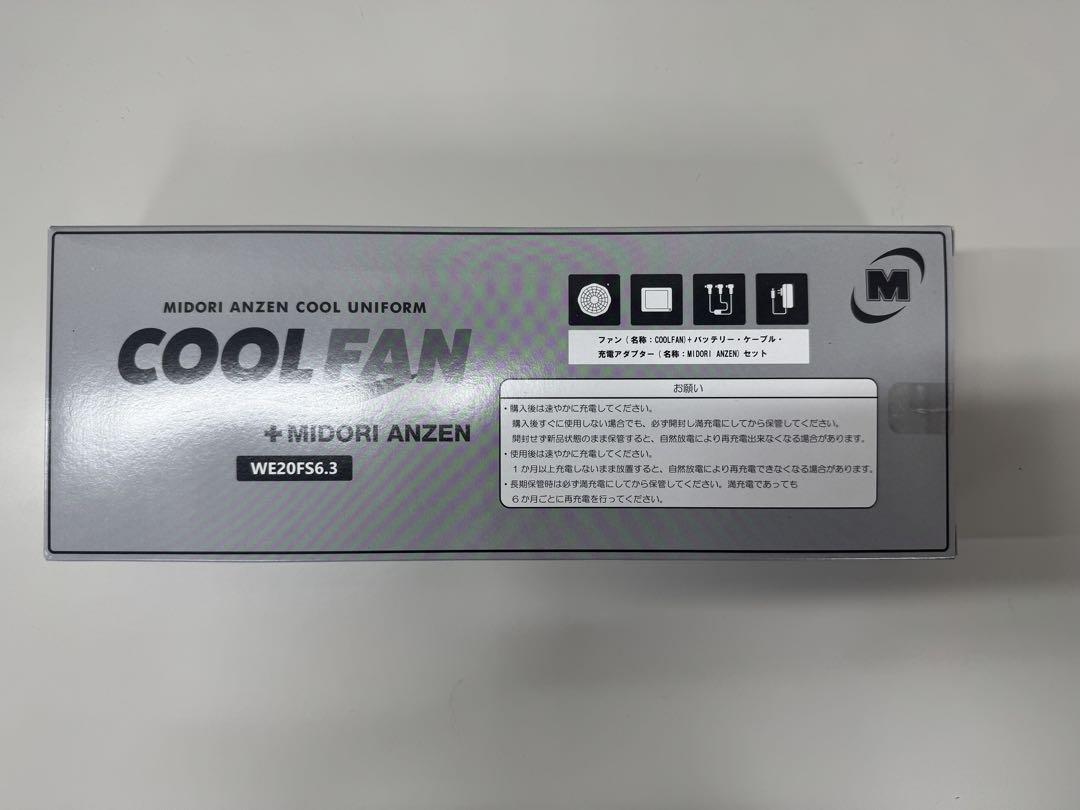 MIDORI ANZEN COOL UNIFORM
COOLFAN
+MIDORI ANZEN
WE20FS6.3
M
ファン(名称:COOLFAN)+バッテリー・ケーブル・
充電アダプター(名称:MIDORI ANZEN)セット
お願い
・購入後は速やかに充電してください。
購入後すぐに使用しない場合でも、必ず開封し満充電にしてから保管してください。
開封せず新品状態のまま保管すると、自然放電により再充電出来なくなる場合があります。
・使用後は速やかに充電してください。
1か月以上充電しないまま放置すると、自然放電により再充電できなくなる場合があります。
・長期保管時は必ず満充電にしてから保管してください。満充電であっても
6か月ごとに再充電を行ってください。